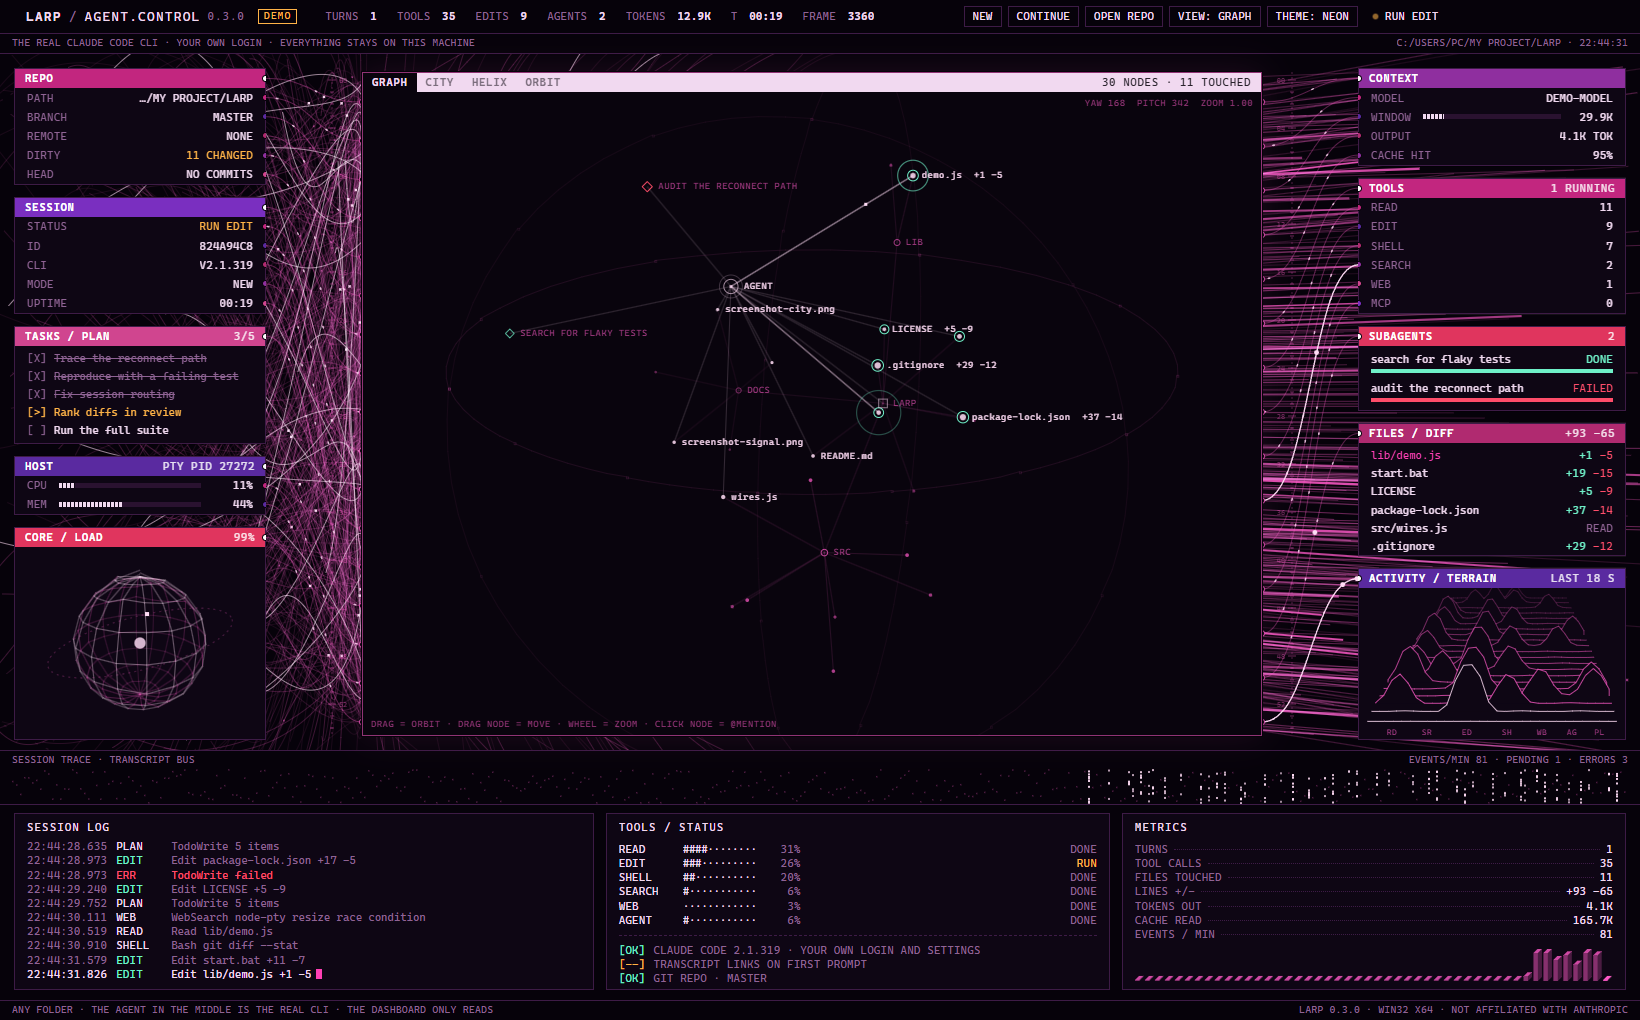 LARP / AGENT.CONTROL 0.3.0 DEMO TURNS 1 TOOLS 35 EDITS 9 AGENTS 2 TOKENS 12.9K T 00:19 FRAME 3360 NEW CONTINUE OPEN REPO VIEW: GRAPH THEME: NEON RUN EDIT
THE REAL CLAUDE CODE CLI · YOUR OWN LOGIN · EVERYTHING STAYS ON THIS MACHINE
C:/USERS/PC/MY PROJECT/LARP · 22:44:31
REPO
PATH …/MY PROJECT/LARP
BRANCH MASTER
REMOTE NONE
DIRTY 11 CHANGED
HEAD NO COMMITS
SESSION
STATUS RUN EDIT
ID 824A94C8
CLI V2.1.319
MODE NEW
UPTIME 00:19
TASKS / PLAN 3/5
[X] Trace the reconnect path
[X] Reproduce with a failing test
[X] Fix session routing
[>] Rank diffs in review
[ ] Run the full suite
HOST PTY PID 27272
CPU 11%
MEM 44%
CORE / LOAD 99%
GRAPH CITY HELIX ORBIT 30 NODES · 11 TOUCHED
YAW 168 PITCH 342 ZOOM 1.00
demo.js +1 −5
AUDIT THE RECONNECT PATH
LIB
AGENT
screenshot-city.png
LICENSE +5 −9
SEARCH FOR FLAKY TESTS
.gitignore +29 −12
DOCS
LARP
package-lock.json +37 −14
screenshot-signal.png
README.md
wires.js
SRC
DRAG = ORBIT · DRAG NODE = MOVE · WHEEL = ZOOM · CLICK NODE = @MENTION
CONTEXT
MODEL DEMO-MODEL
WINDOW 29.9K
OUTPUT 4.1K TOK
CACHE HIT 95%
TOOLS 1 RUNNING
READ 11
EDIT 9
SHELL 7
SEARCH 2
WEB 1
MCP 0
SUBAGENTS 2
search for flaky tests DONE
audit the reconnect path FAILED
FILES / DIFF +93 −65
lib/demo.js +1 −5
start.bat +19 −15
LICENSE +5 −9
package-lock.json +37 −14
src/wires.js READ
.gitignore +29 −12
ACTIVITY / TERRAIN LAST 18 S
RD SR ED SH WB AG PL
SESSION TRACE · TRANSCRIPT BUS
EVENTS/MIN 81 · PENDING 1 · ERRORS 3
SESSION LOG
22:44:28.635 PLAN TodoWrite 5 items
22:44:28.973 EDIT Edit package-lock.json +17 −5
22:44:28.973 ERR TodoWrite failed
22:44:29.240 EDIT Edit LICENSE +5 −9
22:44:29.752 PLAN TodoWrite 5 items
22:44:30.111 WEB WebSearch node-pty resize race condition
22:44:30.519 READ Read lib/demo.js
22:44:30.910 SHELL Bash git diff --stat
22:44:31.579 EDIT Edit start.bat +11 −7
22:44:31.826 EDIT Edit lib/demo.js +1 −5
TOOLS / STATUS
READ ####········ 31% DONE
EDIT ###········· 26% RUN
SHELL ##·········· 20% DONE
SEARCH #··········· 6% DONE
WEB ············ 3% DONE
AGENT #··········· 6% DONE
[OK] CLAUDE CODE 2.1.319 · YOUR OWN LOGIN AND SETTINGS
[--] TRANSCRIPT LINKS ON FIRST PROMPT
[OK] GIT REPO · MASTER
METRICS
TURNS 1
TOOL CALLS 35
FILES TOUCHED 11
LINES +/− +93 −65
TOKENS OUT 4.1K
CACHE READ 165.7K
EVENTS / MIN 81
ANY FOLDER · THE AGENT IN THE MIDDLE IS THE REAL CLI · THE DASHBOARD ONLY READS
LARP 0.3.0 · WIN32 X64 · NOT AFFILIATED WITH ANTHROPIC